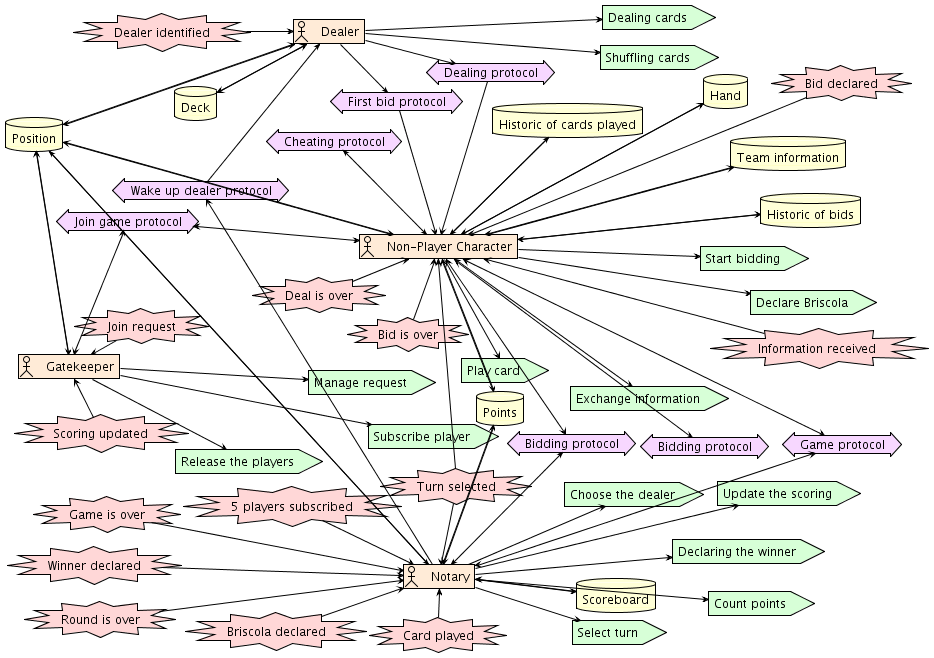 Dealing cards
Dealer identified
Dealer
Shuffling cards
Dealing protocol
Bid declared
Hand
First bid protocol
Deck
Historic of cards played
Position
Cheating protocol
Team information
Wake up dealer protocol
Historic of bids
Join game protocol
Non-Player Character
Start bidding
Deal is over
Declare Briscola
Join request
Bid is over
Information received
Gatekeeper
Play card
Manage request
Exchange information
Points
Scoring updated
Subscribe player
Bidding protocol
Bidding protocol
Game protocol
Release the players
Turn selected
Choose the dealer
Update the scoring
5 players subscribed
Game is over
Declaring the winner
Winner declared
Notary
Scoreboard
Count points
Round is over
Briscola declared
Card played
Select turn